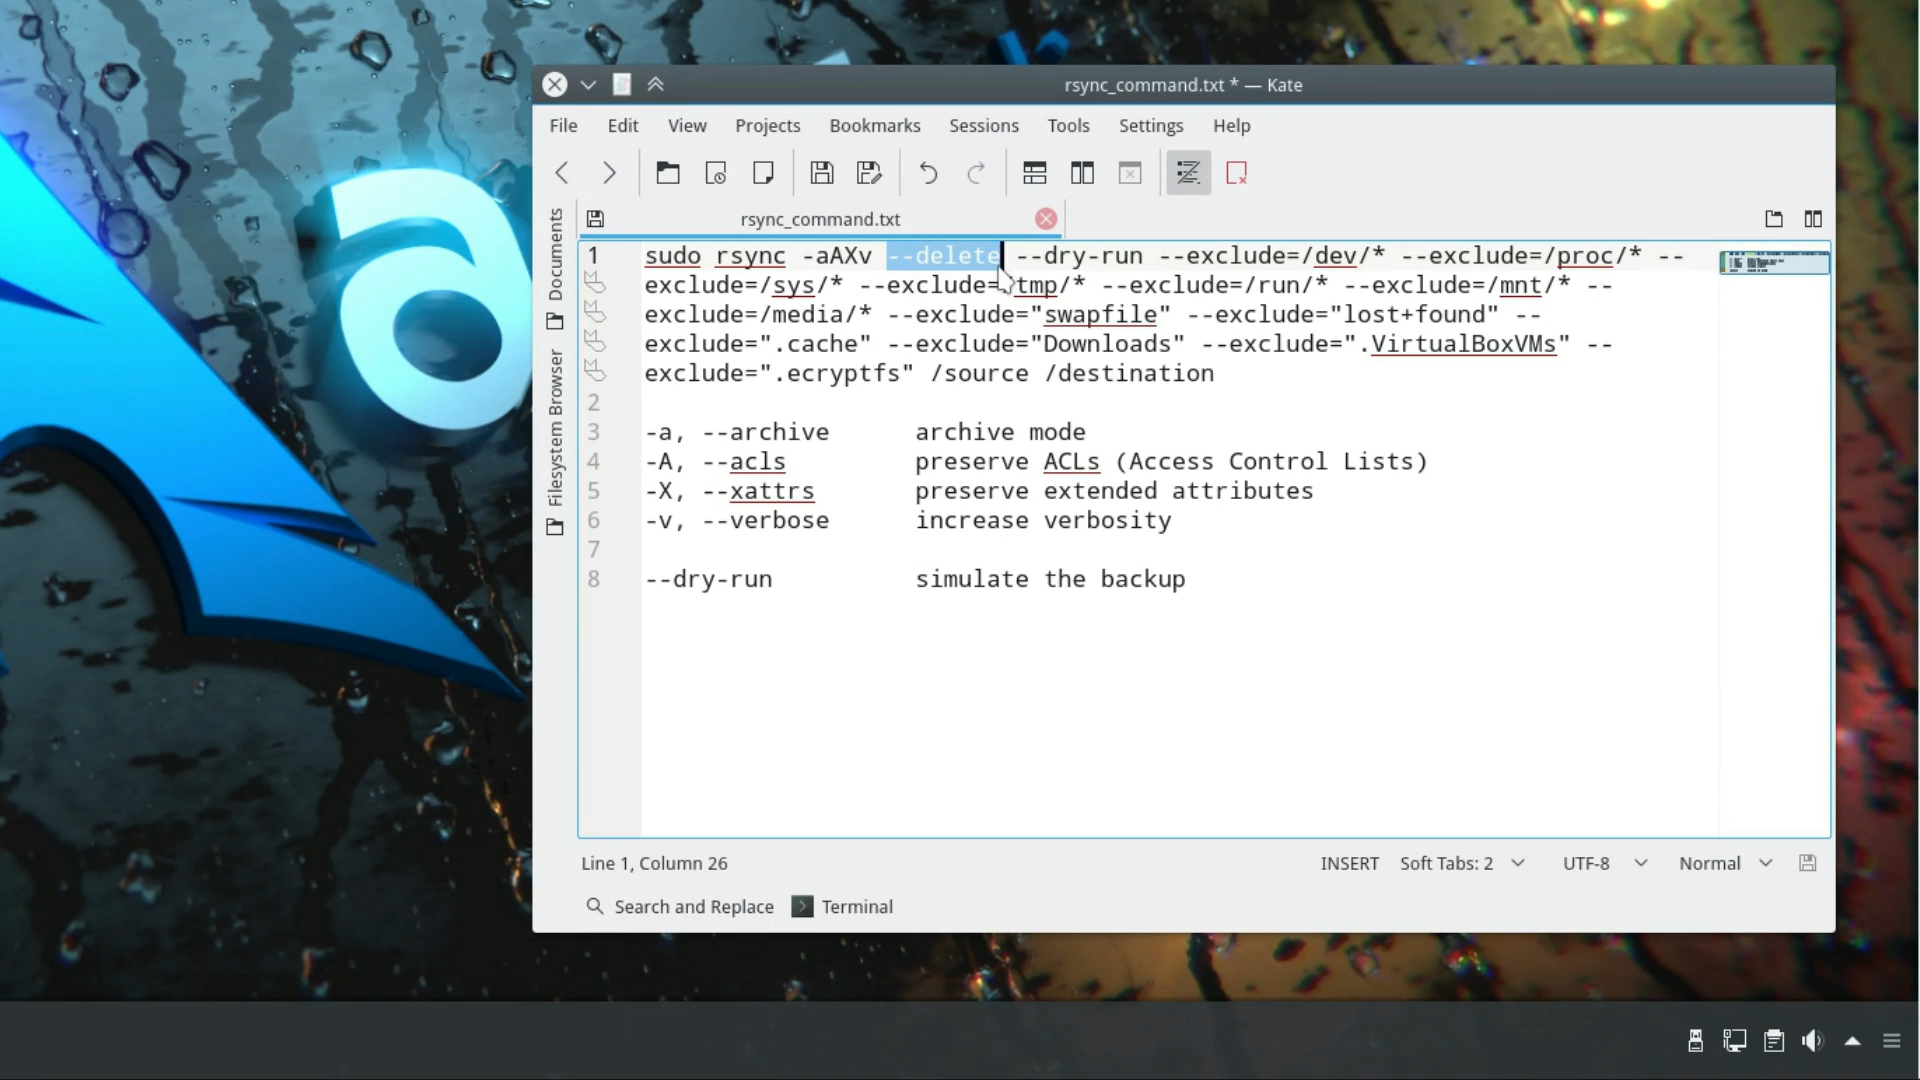 rsync_command.txt * — Kate
File Edit View Projects Bookmarks Sessions Tools Settings Help
rsync_command.txt
Documents
Filesystem Browser
1 sudo rsync -aAXv --delete --dry-run --exclude=/dev/* --exclude=/proc/* --
exclude=/sys/* --exclude=/tmp/* --exclude=/run/* --exclude=/mnt/* --
exclude=/media/* --exclude="swapfile" --exclude="lost+found" --
exclude=".cache" --exclude="Downloads" --exclude=".VirtualBoxVMs" --
exclude=".ecryptfs" /source /destination
2
3 -a, --archive archive mode
4 -A, --acls preserve ACLs (Access Control Lists)
5 -X, --xattrs preserve extended attributes
6 -v, --verbose increase verbosity
7
8 --dry-run simulate the backup
Line 1, Column 26 INSERT Soft Tabs: 2 UTF-8 Normal
Search and Replace Terminal
a